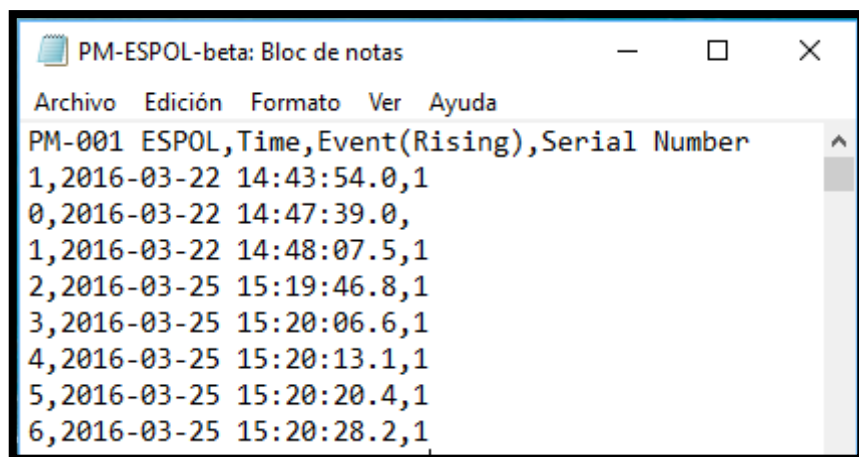 PM-ESPOL-beta: Bloc de notas
Archivo Edición Formato Ver Ayuda
PM-001 ESPOL,Time,Event(Rising),Serial Number
1,2016-03-22 14:43:54.0,1
0,2016-03-22 14:47:39.0,
1,2016-03-22 14:48:07.5,1
2,2016-03-25 15:19:46.8,1
3,2016-03-25 15:20:06.6,1
4,2016-03-25 15:20:13.1,1
5,2016-03-25 15:20:20.4,1
6,2016-03-25 15:20:28.2,1